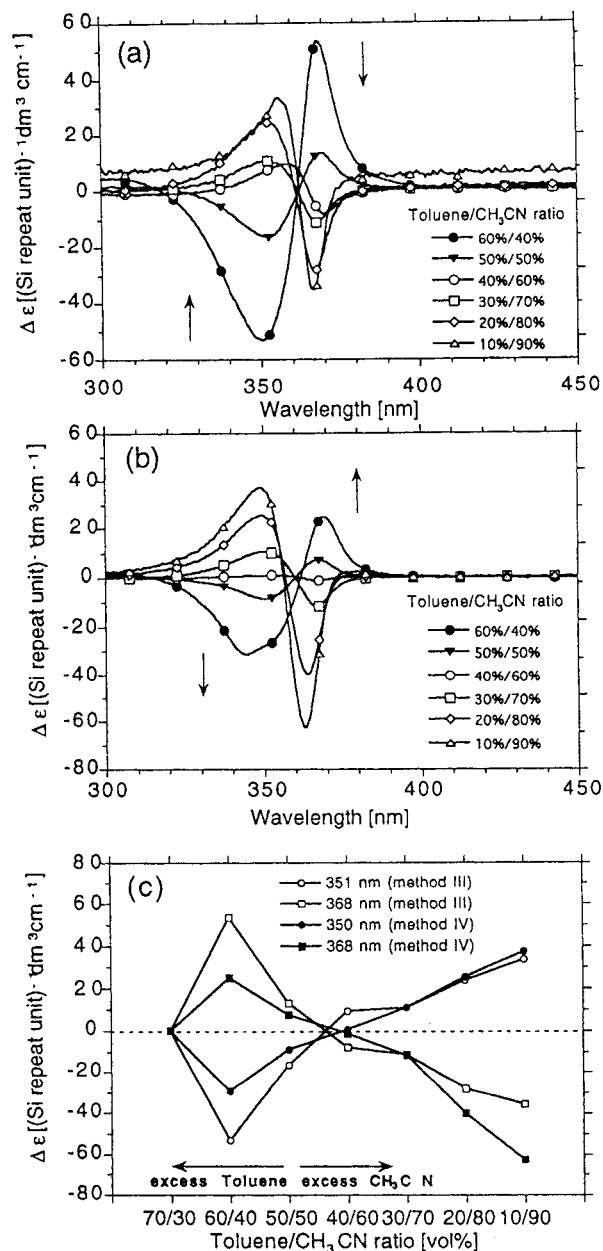 (a)
60
40
20
0
-20
-40
-60
Δ ε [(Si repeat unit)⁻¹dm³ cm⁻¹]
Toluene/CH₃CN ratio
60%/40%
50%/50%
40%/60%
30%/70%
20%/80%
10%/90%
300 350 400 450
Wavelength [nm]
(b)
60
40
20
0
-20
-40
-60
-80
Δ ε [(Si repeat unit)·dm³cm⁻¹]
Toluene/CH₃CN ratio
60%/40%
50%/50%
40%/60%
30%/70%
20%/80%
10%/90%
300 350 400 450
Wavelength [nm]
(c)
80
60
40
20
0
-20
-40
-60
-80
Δ ε [(Si repeat unit)·dm³cm⁻¹]
351 nm (method III)
368 nm (method III)
350 nm (method IV)
368 nm (method IV)
excess Toluene excess CH₃C N
70/30 60/40 50/50 40/60 30/70 20/80 10/90
Toluene/CH₃CN ratio [vol%]